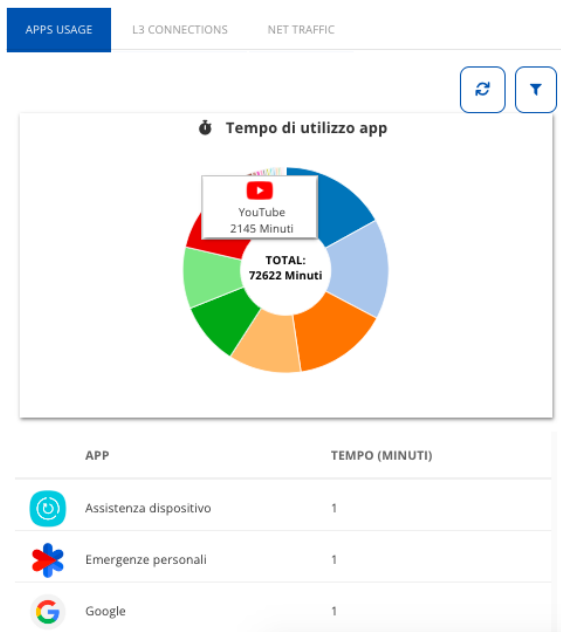 APPS USAGE L3 CONNECTIONS NET TRAFFIC
Tempo di utilizzo app
YouTube
2145 Minuti
TOTAL:
72622 Minuti
APP TEMPO (MINUTI)
Assistenza dispositivo 1
Emergenze personali 1
Google 1